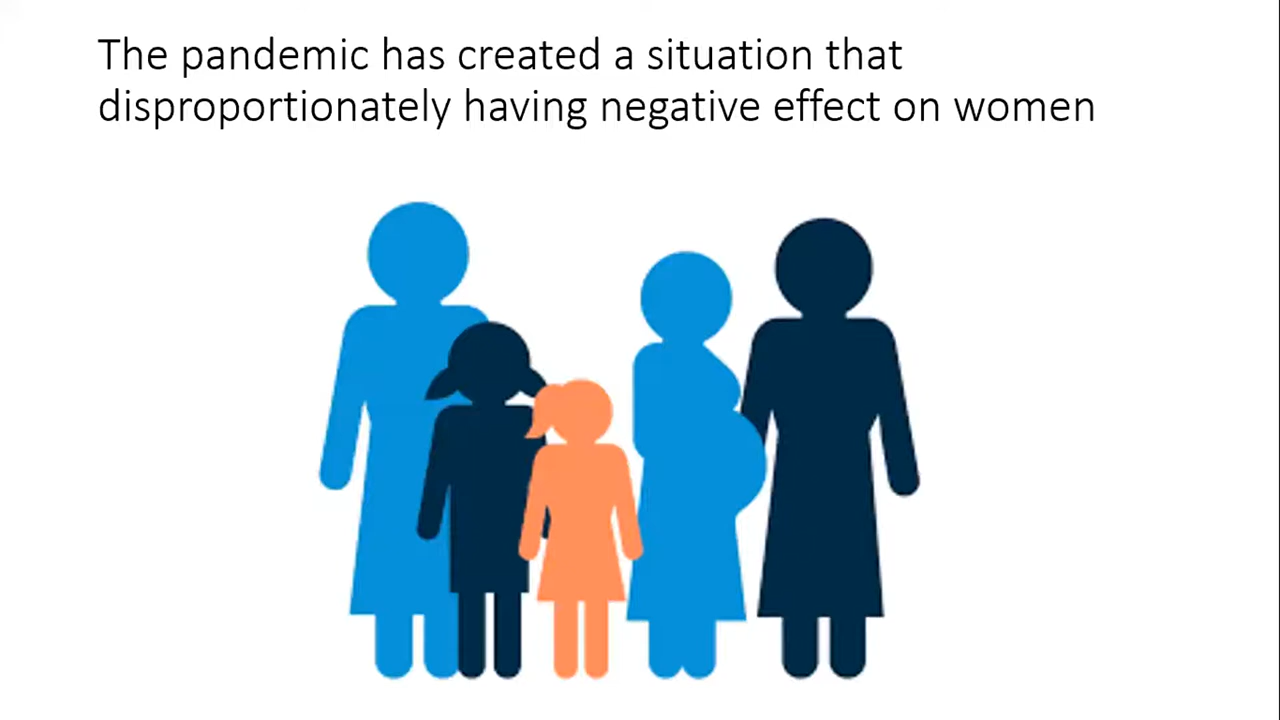 The pandemic has created a situation that
disproportionately having negative effect on women